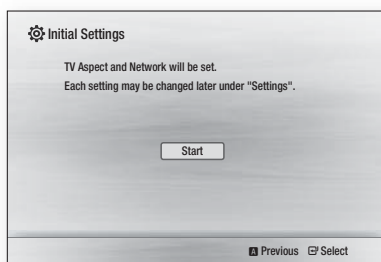 Initial Settings
TV Aspect and Network will be set.
Each setting may be changed later under "Settings".
Start
A Previous Select